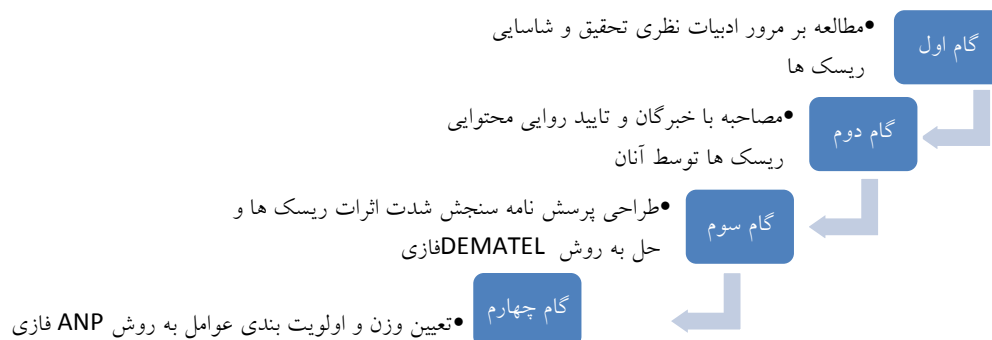 گام اول
•مطالعه بر مرور ادبیات نظری تحقیق و شاسایی
ریسک ها
گام دوم
•مصاحبه با خبرگان و تایید روایی محتوایی
ریسک ها توسط آنان
گام سوم
•طراحی پرسش نامه سنجش شدت اثرات ریسک ها و
حل به روش DEMATELفازی
گام چهارم
•تعیین وزن و اولویت بندی عوامل به روش ANP فازی